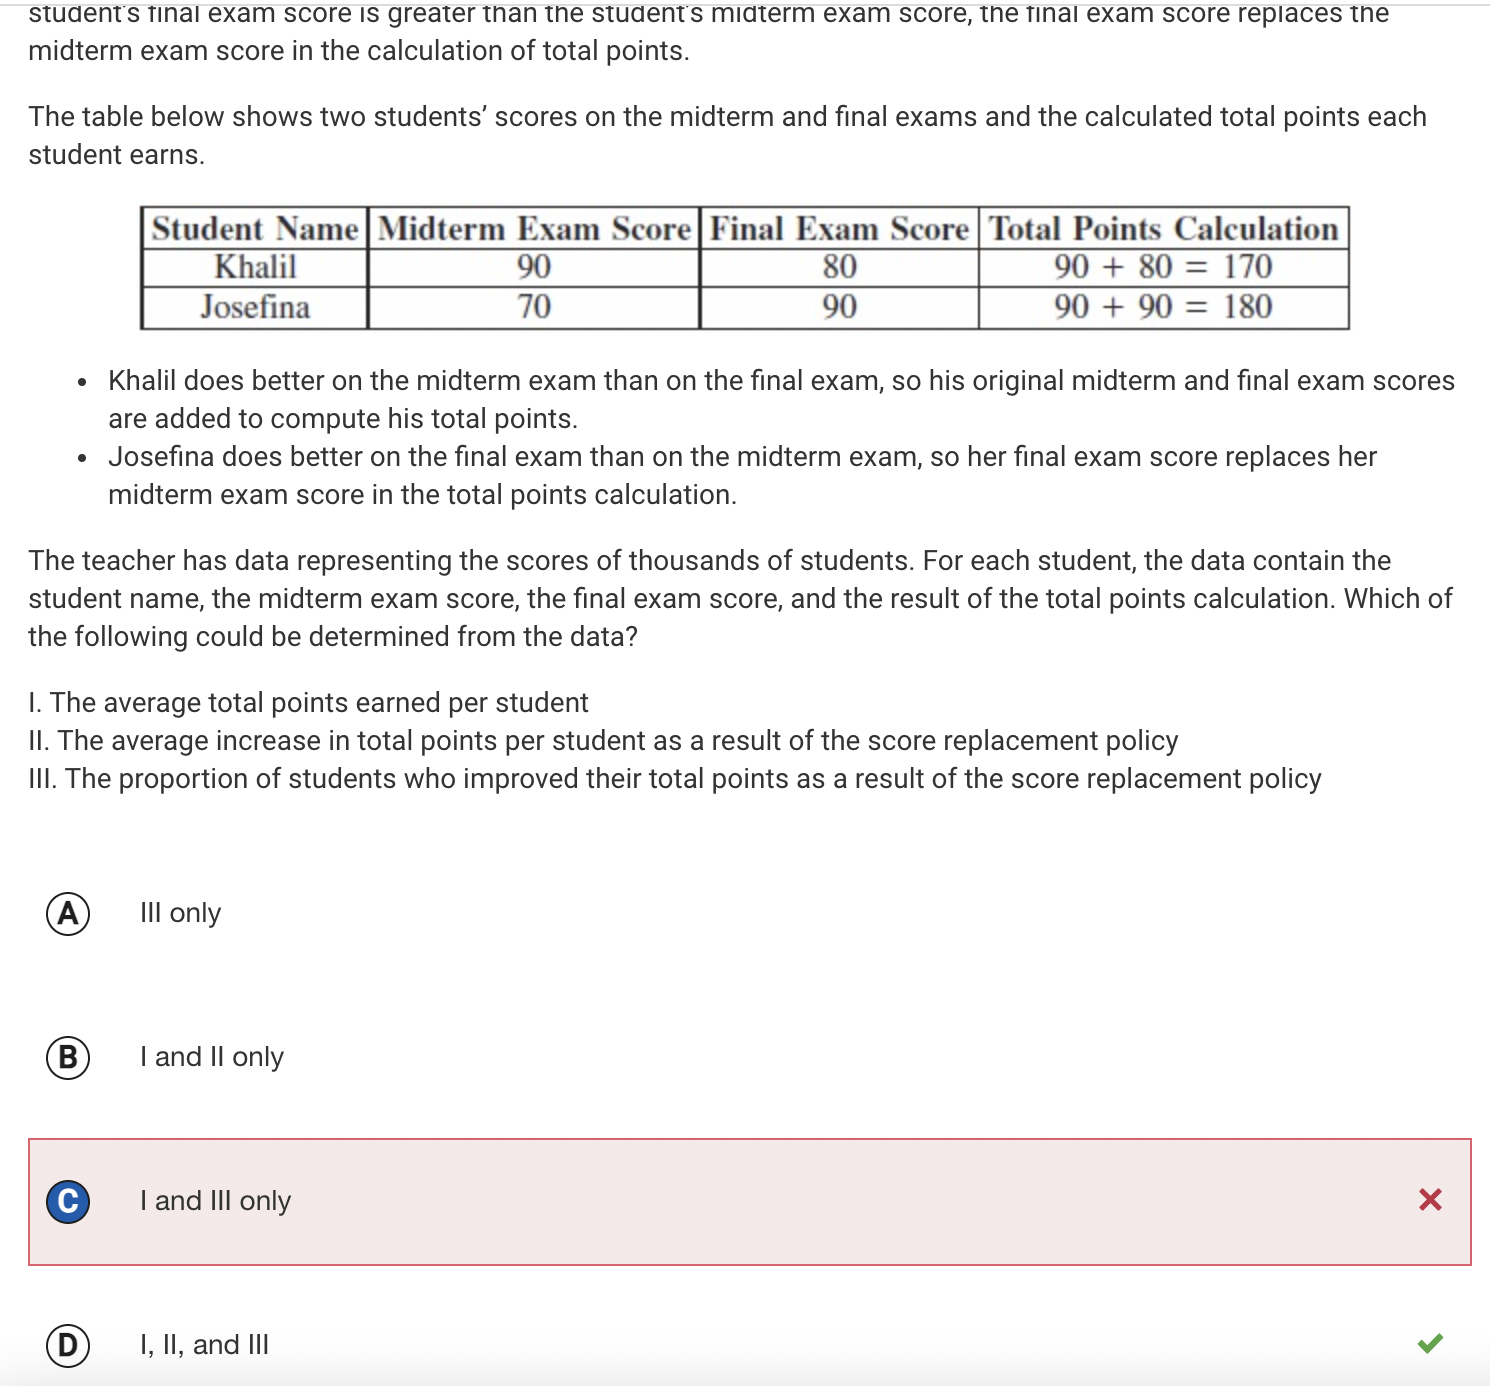 student's final exam score is greater than the student's midterm exam score, the final exam score replaces the
midterm exam score in the calculation of total points.
The table below shows two students’ scores on the midterm and final exams and the calculated total points each
student earns.
Student Name Midterm Exam Score Final Exam Score Total Points Calculation
Khalil 90 80 90 + 80 = 170
Josefina 70 90 90 + 90 = 180
• Khalil does better on the midterm exam than on the final exam, so his original midterm and final exam scores
are added to compute his total points.
• Josefina does better on the final exam than on the midterm exam, so her final exam score replaces her
midterm exam score in the total points calculation.
The teacher has data representing the scores of thousands of students. For each student, the data contain the
student name, the midterm exam score, the final exam score, and the result of the total points calculation. Which of
the following could be determined from the data?
I. The average total points earned per student
II. The average increase in total points per student as a result of the score replacement policy
III. The proportion of students who improved their total points as a result of the score replacement policy
A III only
B I and II only
C I and III only
D I, II, and III